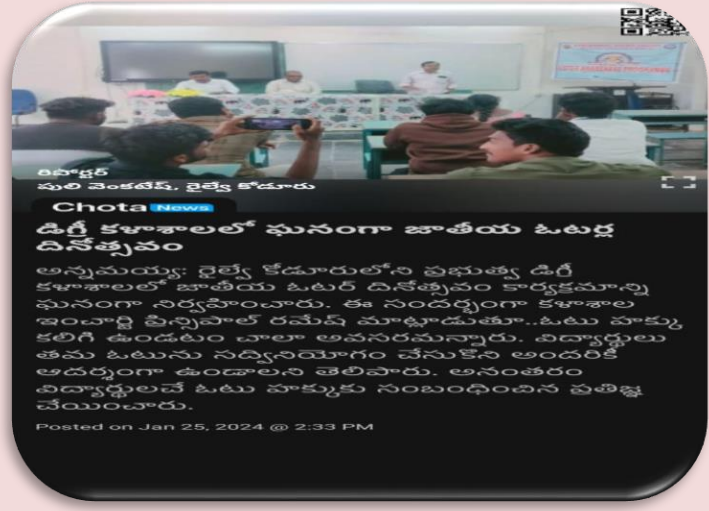 రిపోర్టర్
పులి వెంకటేష్, రైల్వే కోడూరు
Chota News
డిగ్రీ కళాశాలలో ఘనంగా జాతీయ ఓటర్ల
దినోత్సవం
అన్నమయ్య: రైల్వే కోడూరులోని ప్రభుత్వ డిగ్రీ
కళాశాలలో జాతీయ ఓటర్ దినోత్సవం కార్యక్రమాన్ని
ఘనంగా నిర్వహించారు. ఈ సందర్భంగా కళాశాల
ఇంచార్జి ప్రిన్సిపాల్ రమేష్ మాట్లాడుతూ..ఓటు హక్కు
కలిగి ఉండటం చాలా అవసరమన్నారు. విద్యార్థులు
తమ ఓటును సద్వినియోగం చేసుకొని అందరికీ
ఆదర్శంగా ఉండాలని తెలిపారు. అనంతరం
విద్యార్థులచే ఓటు హక్కుకు సంబంధించిన ప్రతిజ్ఞ
చేయించారు.
Posted on Jan 25, 2024 @ 2:33 PM